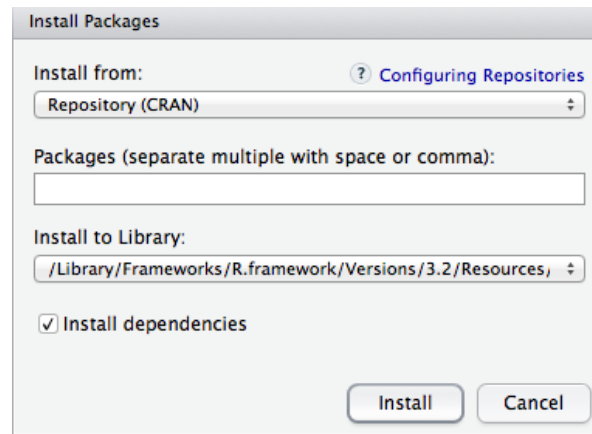 Install Packages
Install from:
? Configuring Repositories
Repository (CRAN)
Packages (separate multiple with space or comma):
Install to Library:
/Library/Frameworks/R.framework/Versions/3.2/Resources/
Install dependencies
Install Cancel